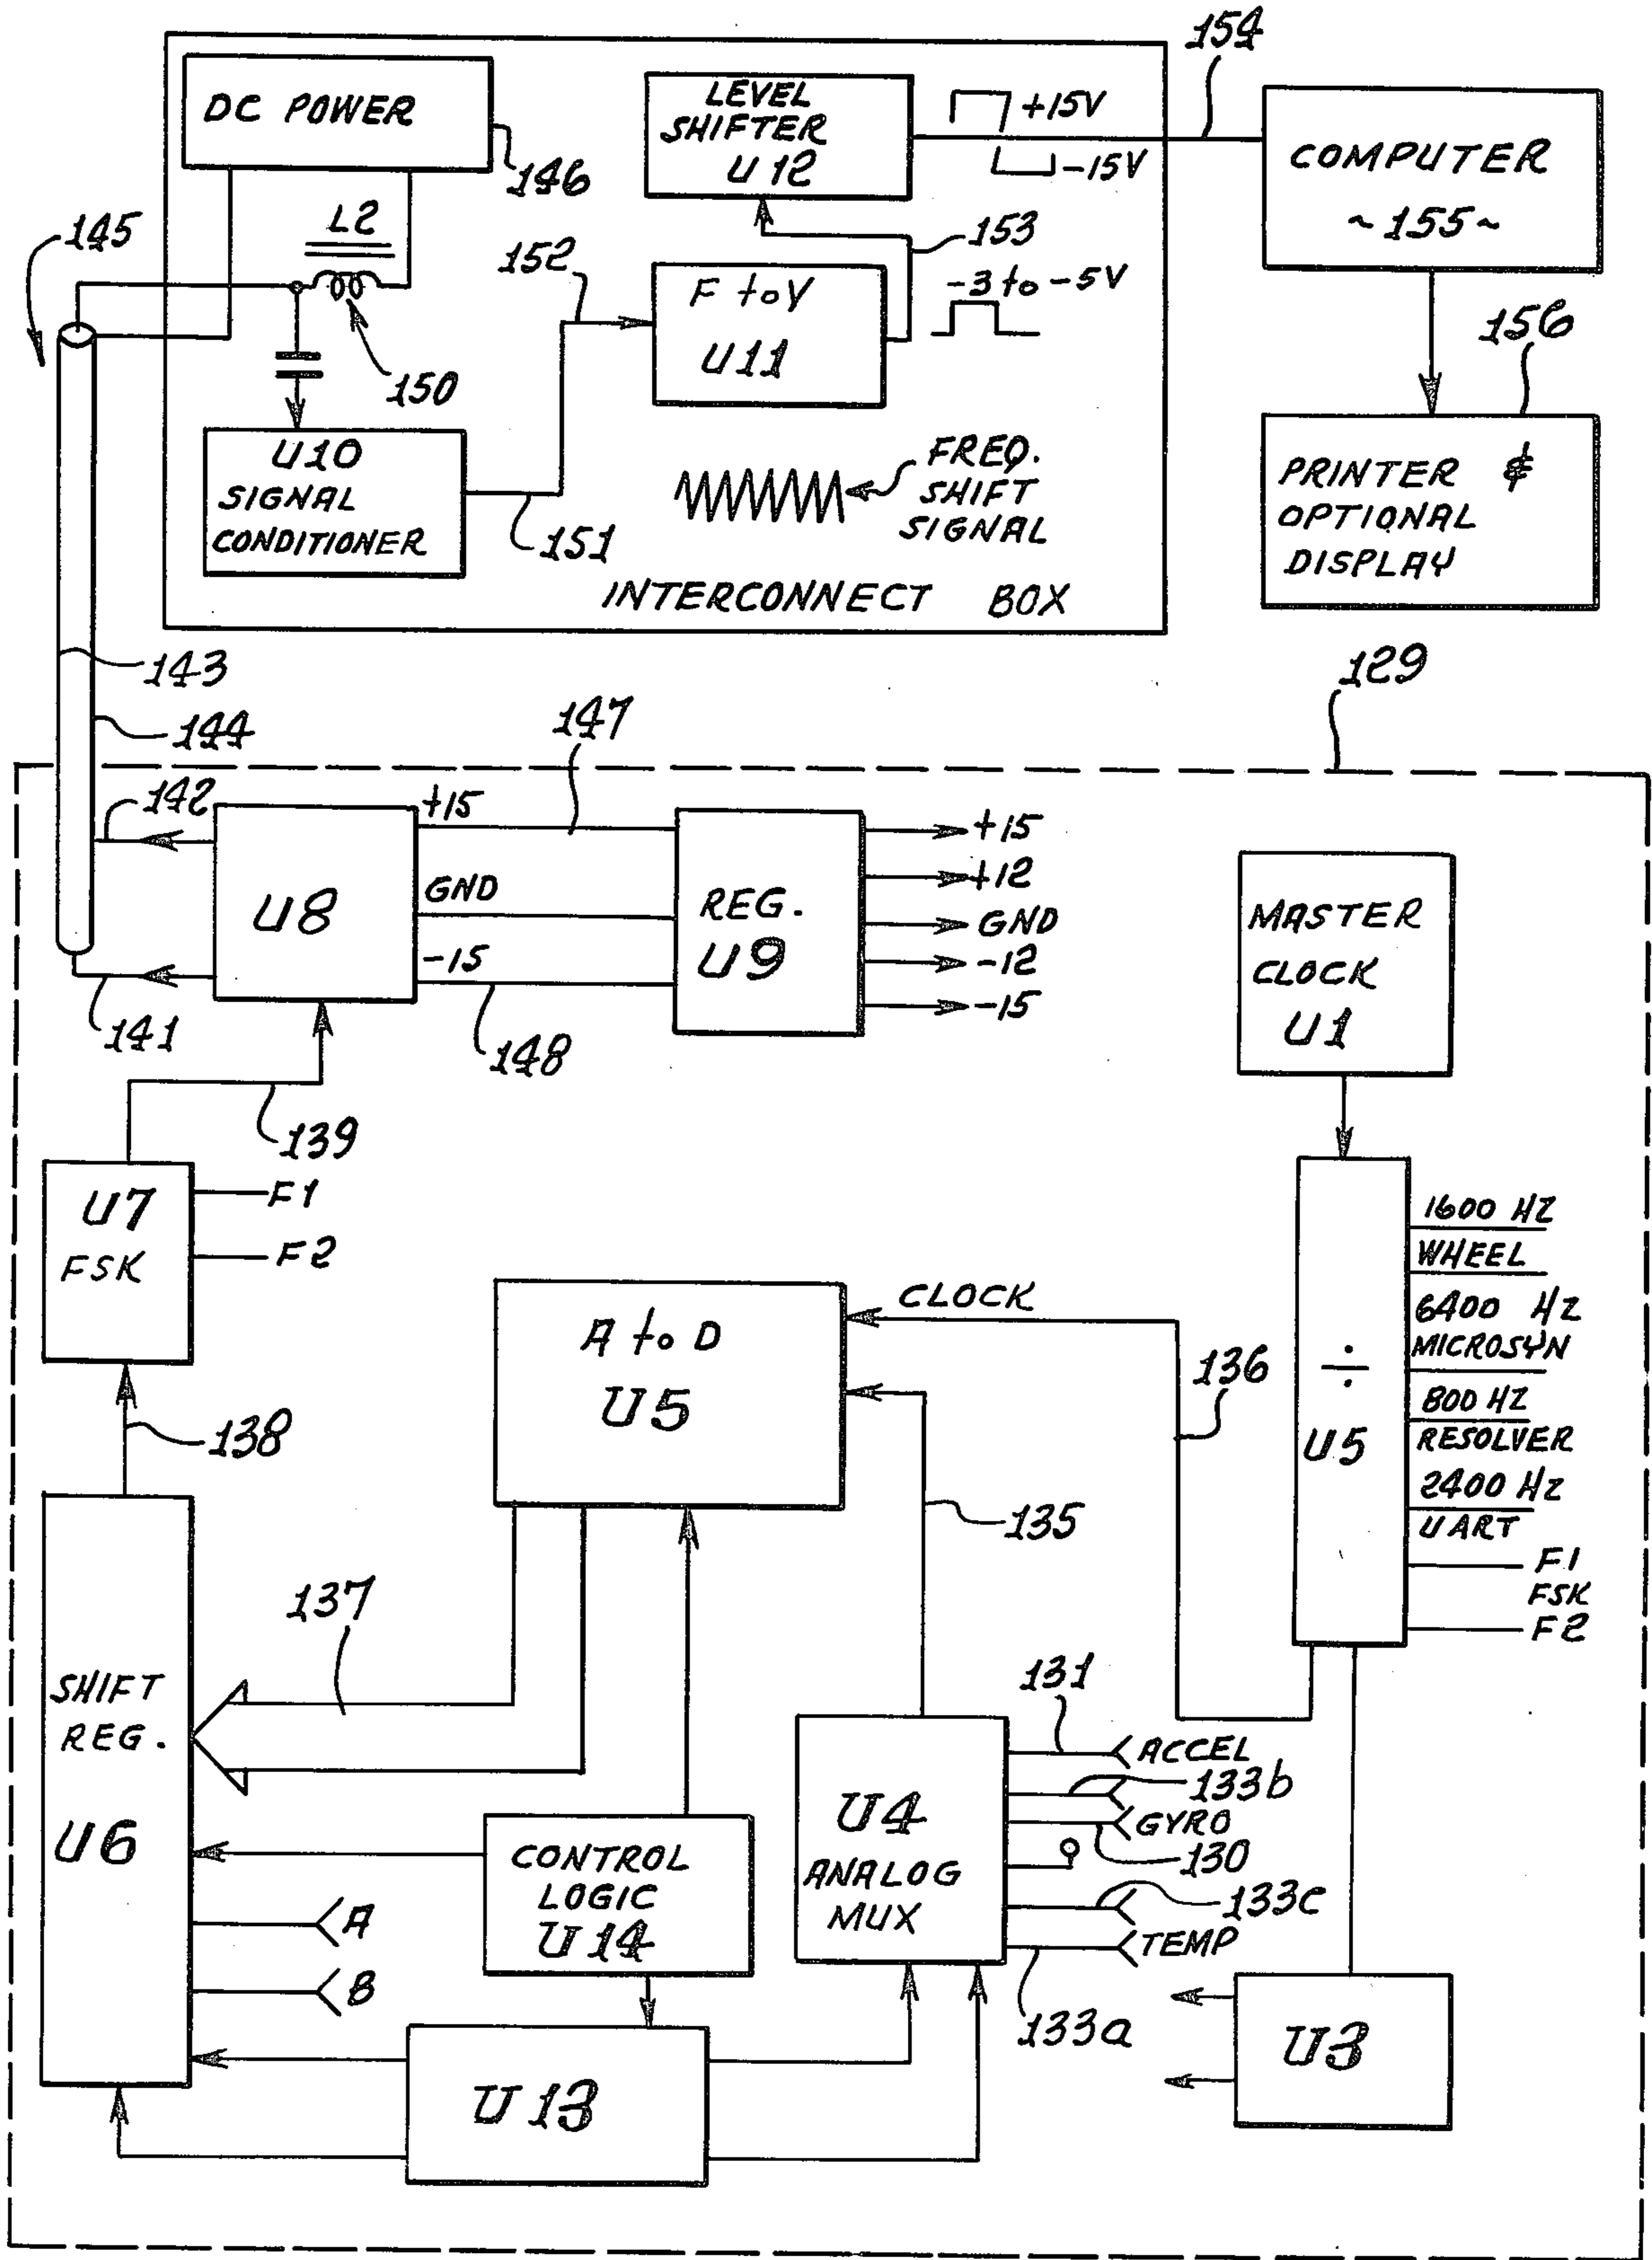 154
DC POWER
146
LEVEL
SHIFTER
U12
+15V
-15V
COMPUTER
~155~
L2
145
152
153
-3 to -5V
F to V
U11
150
156
U10
SIGNAL
CONDITIONER
151
FREQ.
SHIFT
SIGNAL
PRINTER &
OPTIONAL
DISPLAY
INTERCONNECT BOX
143
144
147
129
142
+15
GND
-15
U8
141
148
REG.
U9
+15
+12
GND
-12
-15
MASTER
CLOCK
U1
139
U7
FSK
F1
F2
138
A to D
U5
CLOCK
136
135
÷
U5
1600 HZ
WHEEL
6400 HZ
MICROSYN
800 HZ
RESOLVER
2400 HZ
UART
F1
FSK
F2
137
SHIFT
REG.
U6
A
B
CONTROL
LOGIC
U14
U4
ANALOG
MUX
131
ACCEL
133b
GYRO
130
133c
TEMP
133a
U13
U3